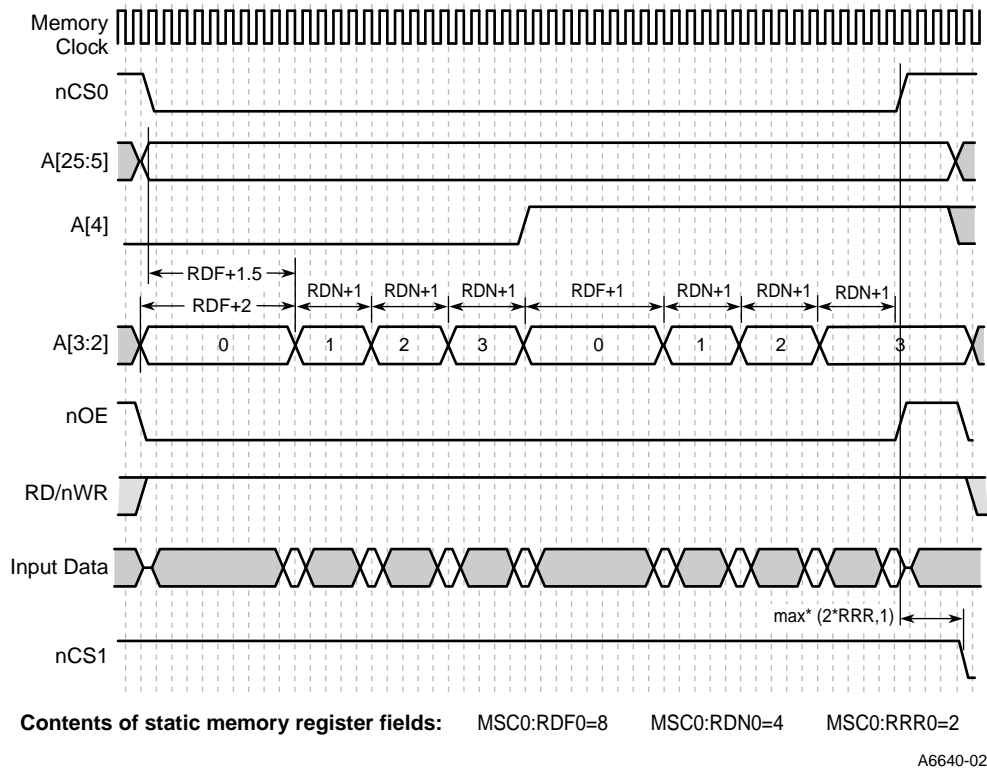 Memory
Clock
nCS0
A[25:5]
A[4]
RDF+1.5
RDF+2 RDN+1 RDN+1 RDN+1 RDF+1 RDN+1 RDN+1 RDN+1
A[3:2] 0 1 2 3 0 1 2 3
nOE
RD/nWR
Input Data
max* (2*RRR,1)
nCS1
Contents of static memory register fields: MSC0:RDF0=8 MSC0:RDN0=4 MSC0:RRR0=2
A6640-02